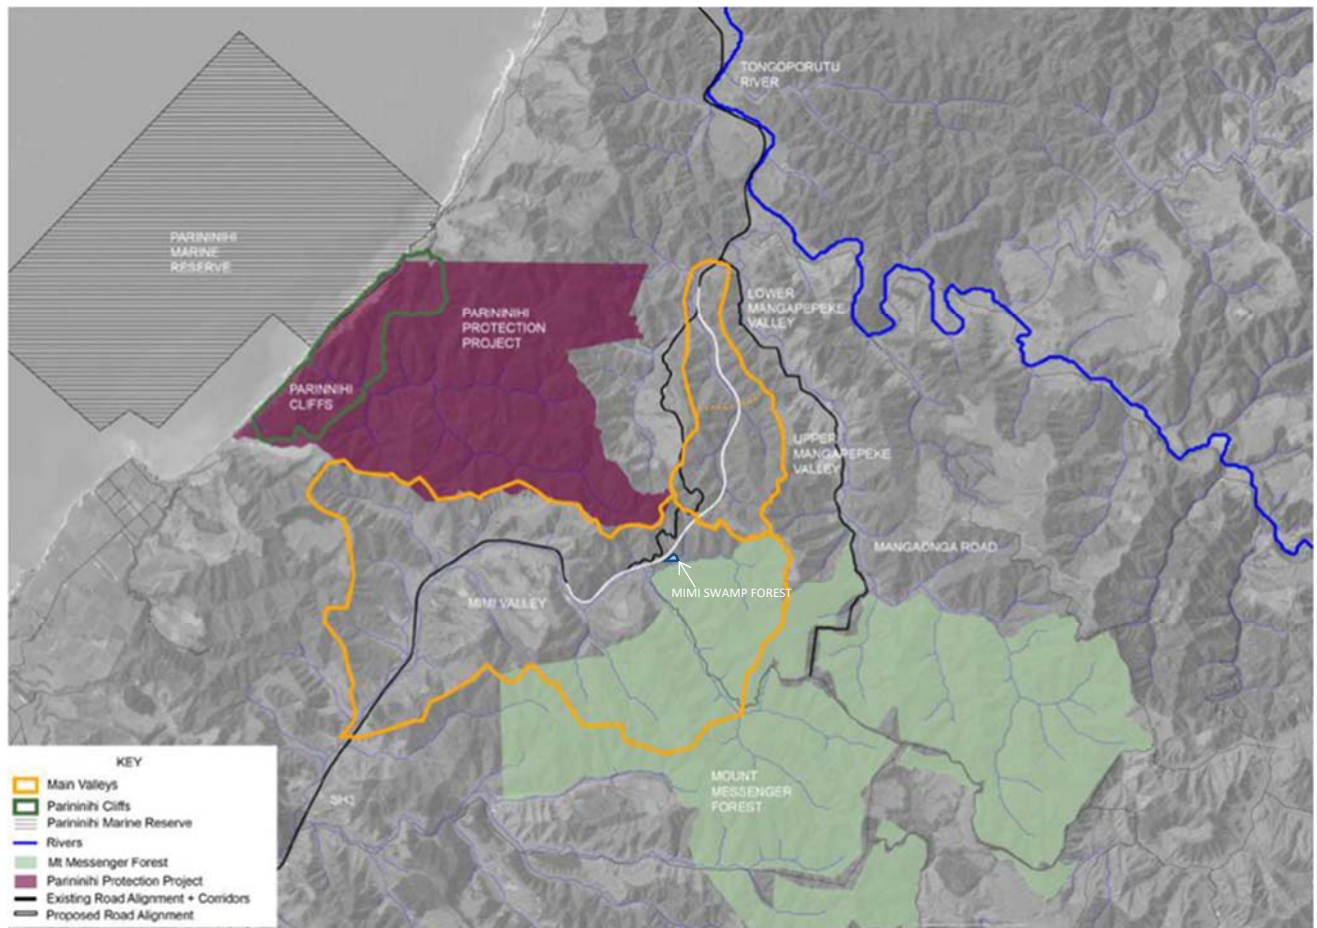 TONGOPORUTU
RIVER
PARININIHI
MARINE
RESERVE
LOWER
MANGAPEPEKE
VALLEY
PARININIHI
PROTECTION
PROJECT
PARINNIHI
CLIFFS
UPPER
MANGAPEPEKE
VALLEY
MANGAONGA ROAD
MIMI SWAMP FOREST
MIMI VALLEY
MOUNT
MESSENGER
FOREST
SH3
KEY
Main Valleys
Parininihi Cliffs
Parininihi Marine Reserve
Rivers
Mt Messenger Forest
Parininihi Protection Project
Existing Road Alignment + Corridors
Proposed Road Alignment